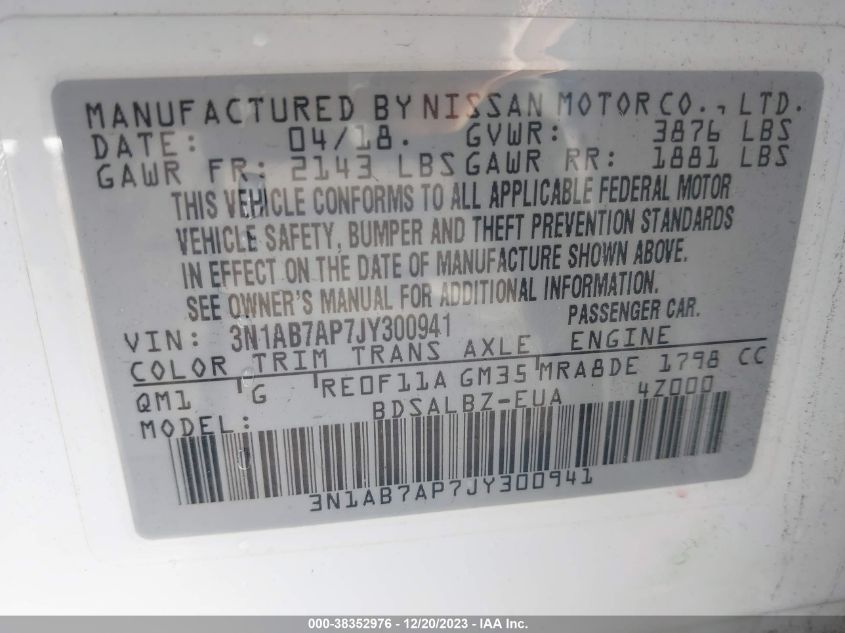 MANUFACTURED BY NISSAN MOTOR CO., LTD.
DATE: 04/18. GVWR: 3876 LBS
GAWR FR: 2143 LBS GAWR RR: 1881 LBS
THIS VEHICLE CONFORMS TO ALL APPLICABLE FEDERAL MOTOR
VEHICLE SAFETY, BUMPER AND THEFT PREVENTION STANDARDS
IN EFFECT ON THE DATE OF MANUFACTURE SHOWN ABOVE.
SEE OWNER'S MANUAL FOR ADDITIONAL INFORMATION.
VIN: 3N1AB7AP7JY300941 PASSENGER CAR.
COLOR TRIM TRANS AXLE ENGINE
QM1 G RE0F11A GM35 MRA8DE 1798 CC
MODEL: BDSALBZ-EUA 4Z000
3N1AB7AP7JY300941
000-38352976 - 12/20/2023 - IAA Inc.